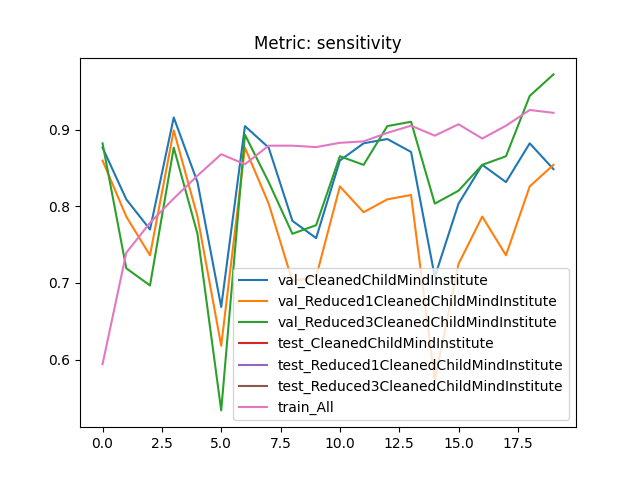 Metric: sensitivity
0.9
0.8
0.7
0.6
val_CleanedChildMindInstitute
val_Reduced1CleanedChildMindInstitute
val_Reduced3CleanedChildMindInstitute
test_CleanedChildMindInstitute
test_Reduced1CleanedChildMindInstitute
test_Reduced3CleanedChildMindInstitute
train_All
0.0 2.5 5.0 7.5 10.0 12.5 15.0 17.5